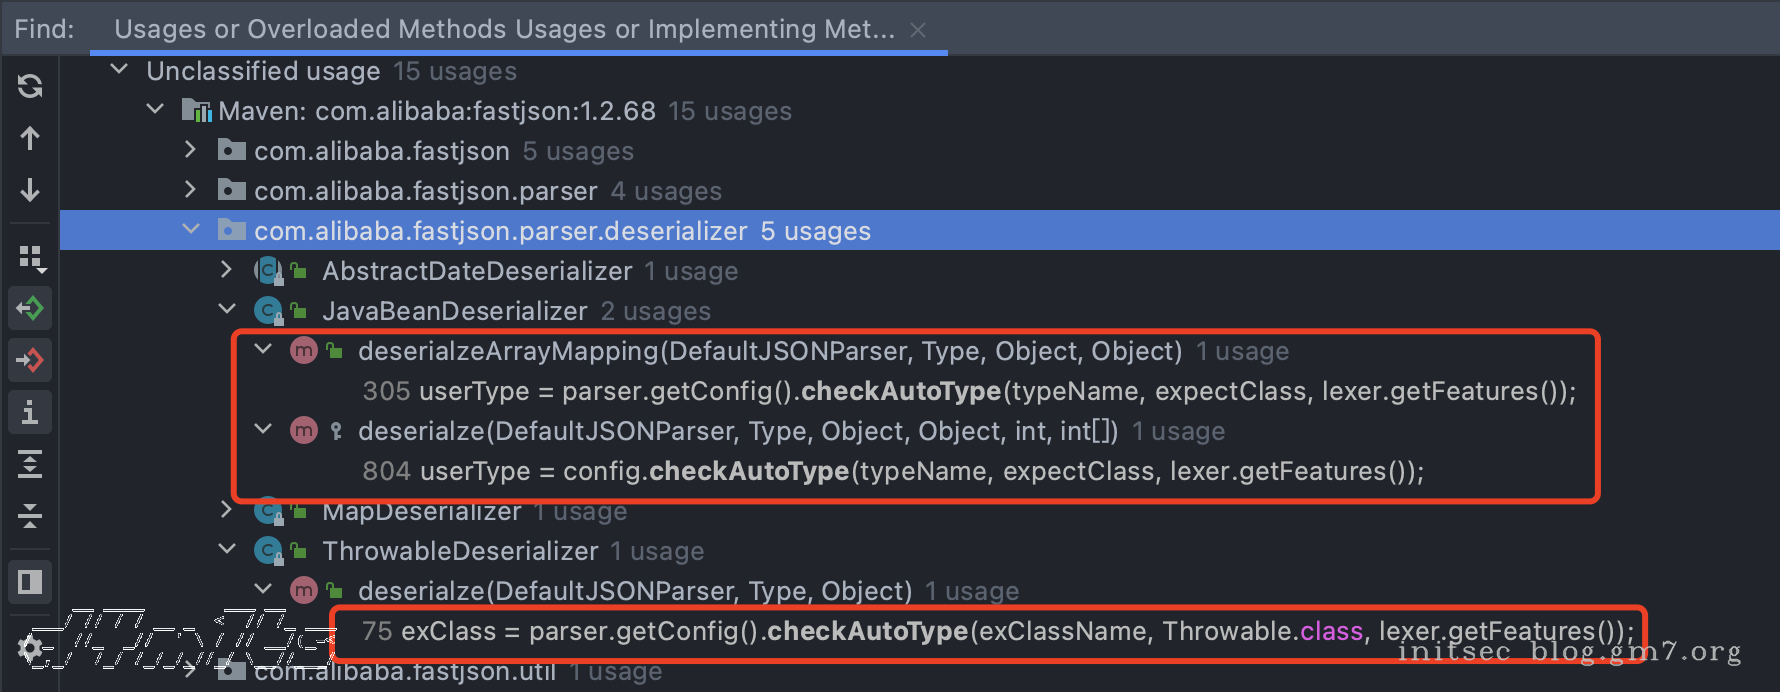 Find: Usages or Overloaded Methods Usages or Implementing Met...
Unclassified usage 15 usages
Maven: com.alibaba:fastjson:1.2.68 15 usages
com.alibaba.fastjson 5 usages
com.alibaba.fastjson.parser 4 usages
com.alibaba.fastjson.parser.deserializer 5 usages
AbstractDateDeserializer 1 usage
JavaBeanDeserializer 2 usages
deserialzeArrayMapping(DefaultJSONParser, Type, Object, Object) 1 usage
305 userType = parser.getConfig().checkAutoType(typeName, expectClass, lexer.getFeatures());
deserialze(DefaultJSONParser, Type, Object, Object, int, int[]) 1 usage
804 userType = config.checkAutoType(typeName, expectClass, lexer.getFeatures());
MapDeserializer 1 usage
ThrowableDeserializer 1 usage
deserialze(DefaultJSONParser, Type, Object) 1 usage
75 exClass = parser.getConfig().checkAutoType(exClassName, Throwable.class, lexer.getFeatures());
initsec blog.gm7.org
com.alibaba.fastjson.util 1 usage